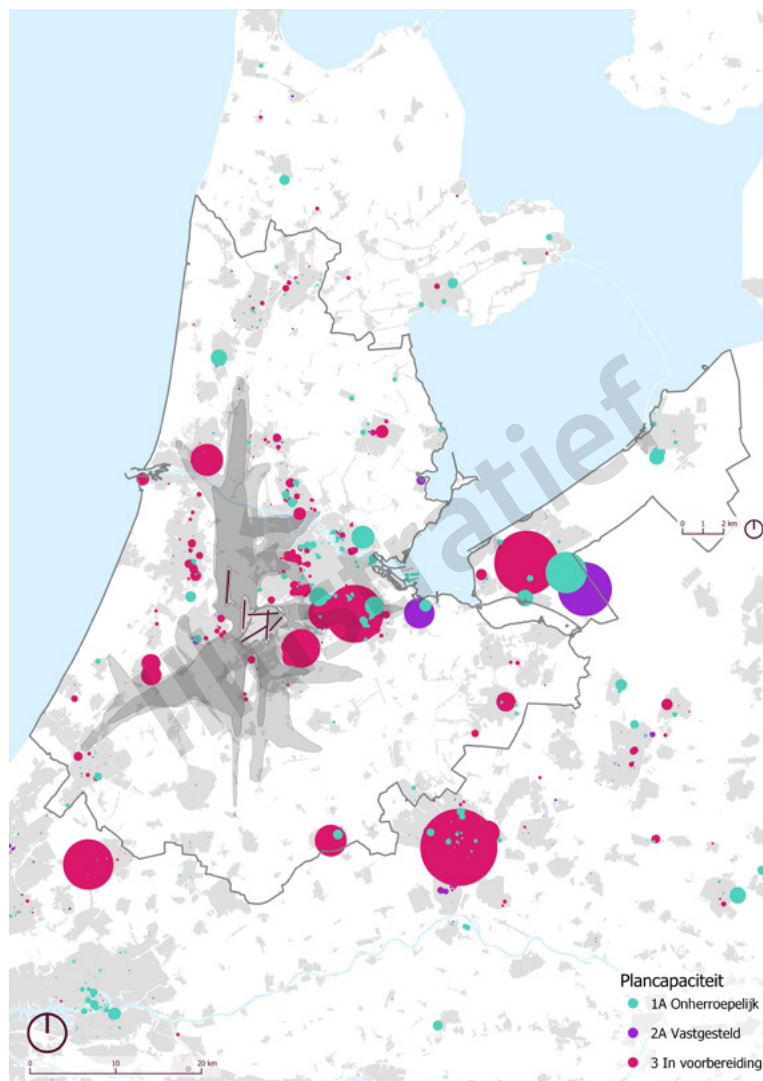 Illustratief
0 1 2 km
Plancapaciteit
1A Onherroepelijk
2A Vastgesteld
3 In voorbereiding
0 10 20 km